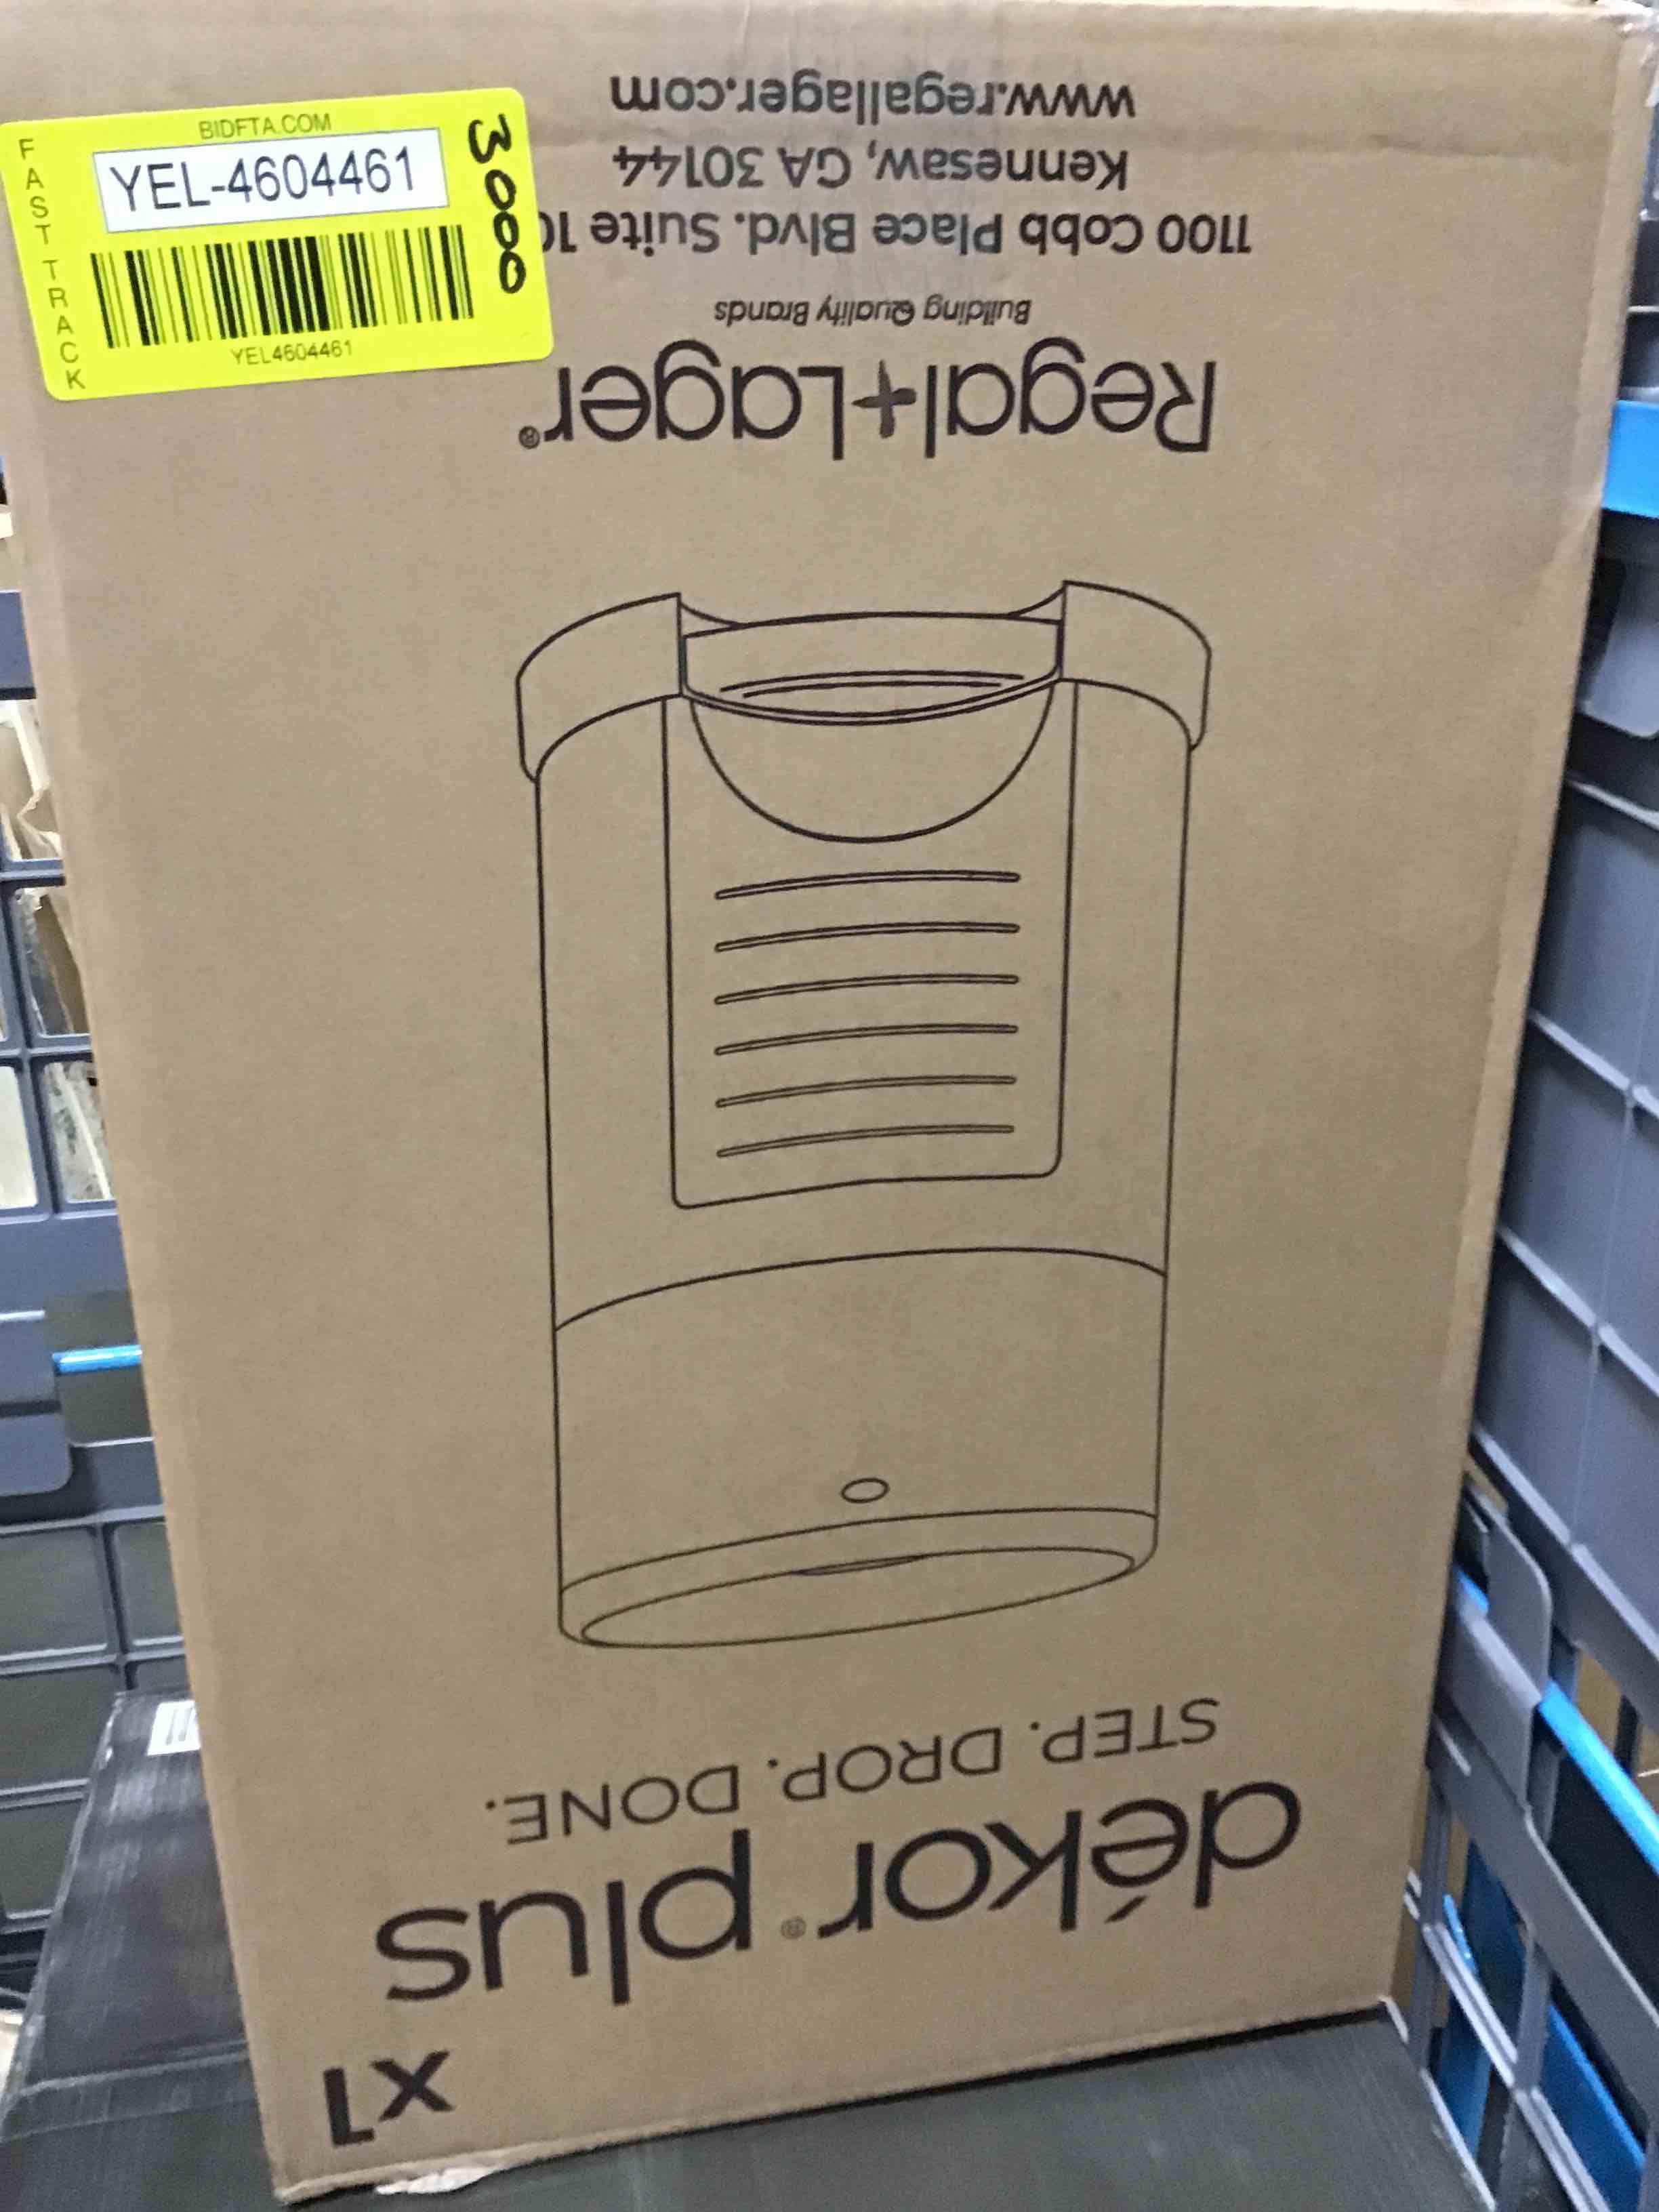 BIDFTA.COM
YEL-4604461
YEL4604461
FAST TRACK
3000
x1
dékor® plus
STEP. DROP. DONE.
Regal+Lager®
Building Quality Brands
1100 Cobb Place Blvd. Suite
Kennesaw, GA 30144
www.regallager.com